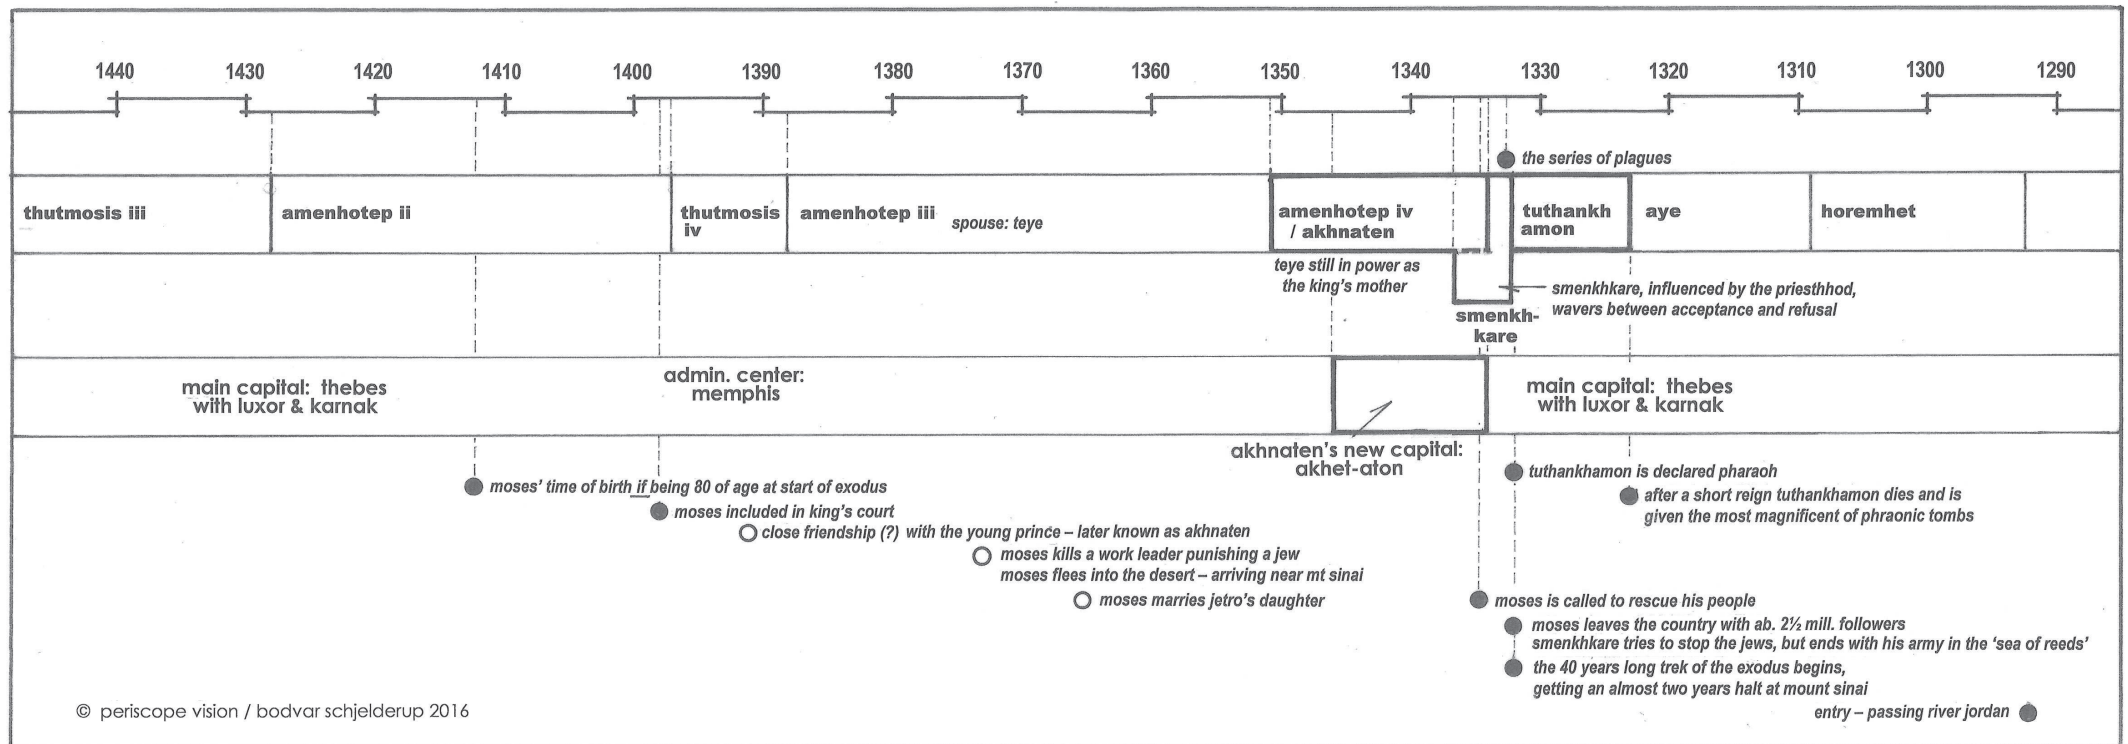 1440 1430 1420 1410 1400 1390 1380 1370 1360 1350 1340 1330 1320 1310 1300 1290
the series of plagues
thutmosis iii
amenhotep ii
thutmosis
iv
amenhotep iii
spouse: teye
amenhotep iv
/ akhnaten
tuthankh
amon
aye
horemhet
teye still in power as
the king's mother
smenkhkare, influenced by the priesthhod,
wavers between acceptance and refusal
smenkh-
kare
main capital: thebes
with luxor & karnak
admin. center:
memphis
main capital: thebes
with luxor & karnak
akhnaten's new capital:
akhet-aton
tuthankhamon is declared pharaoh
after a short reign tuthankhamon dies and is
given the most magnificent of phraonic tombs
moses' time of birth if being 80 of age at start of exodus
moses included in king's court
close friendship (?) with the young prince – later known as akhnaten
moses kills a work leader punishing a jew
moses flees into the desert – arriving near mt sinai
moses marries jetro's daughter
moses is called to rescue his people
moses leaves the country with ab. 2½ mill. followers
smenkhkare tries to stop the jews, but ends with his army in the 'sea of reeds'
the 40 years long trek of the exodus begins,
getting an almost two years halt at mount sinai
entry – passing river jordan
© periscope vision / bodvar schjelderup 2016